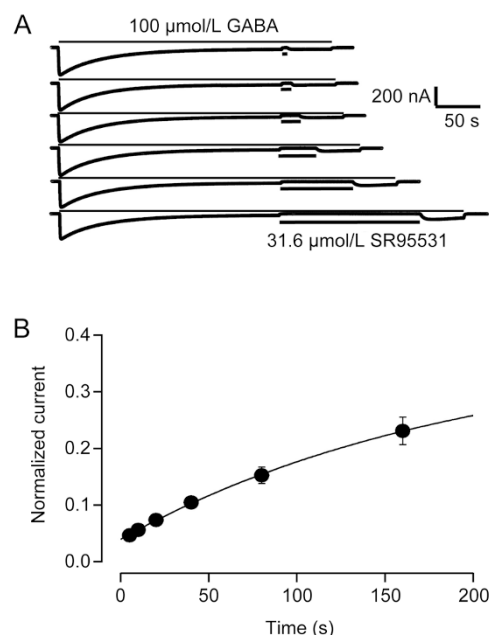 A
100 μmol/L GABA
200 nA
50 s
31.6 μmol/L SR95531
B
Normalized current
0.4
0.3
0.2
0.1
0.0
0 50 100 150 200
Time (s)